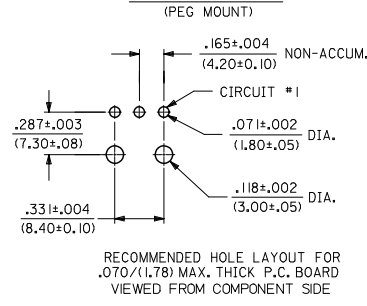 (PEG MOUNT)
.165±.004
(4.20±0.10)
NON-ACCUM.
CIRCUIT #1
.287±.003
(7.30±.08)
.071±.002
(1.80±.05)
DIA.
.118±.002
(3.00±.05)
DIA.
.331±.004
(8.40±0.10)
RECOMMENDED HOLE LAYOUT FOR
.070/(1.78) MAX. THICK P.C. BOARD
VIEWED FROM COMPONENT SIDE